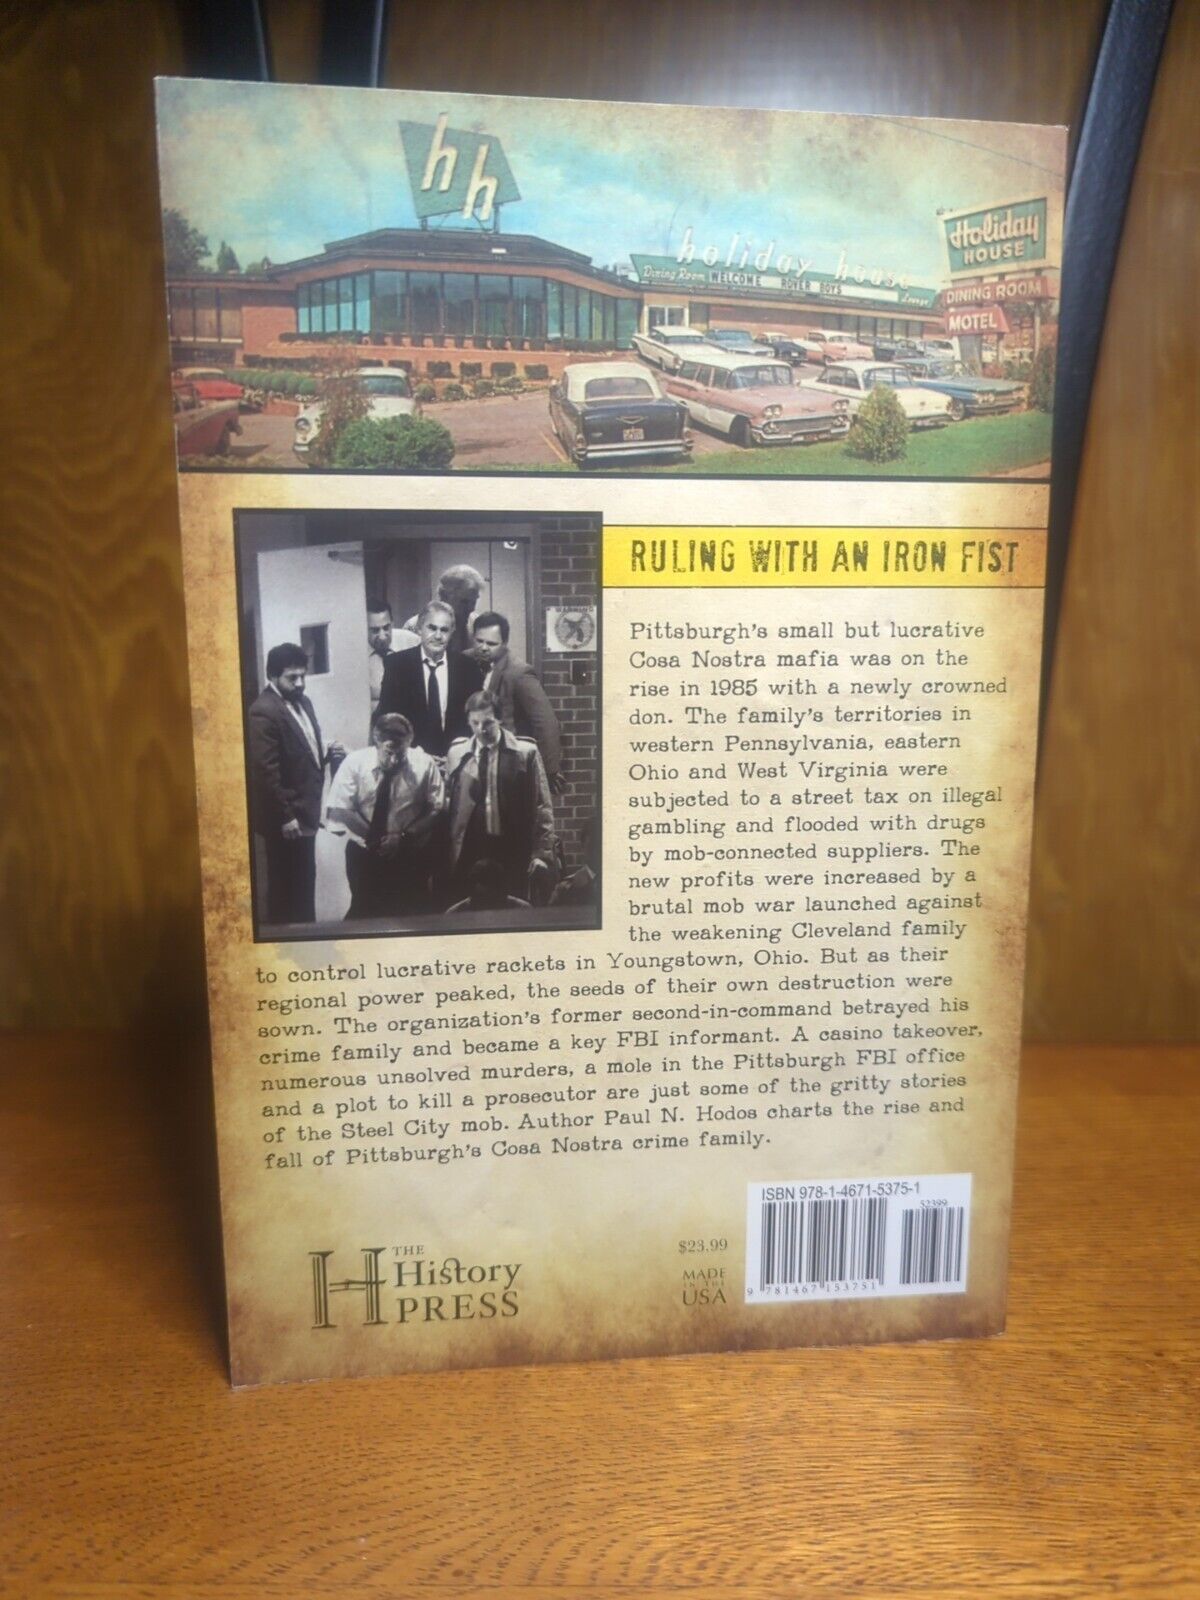 hh
holiday house
Dining Room WELCOME ROVER BOYS Lounge
Holiday
HOUSE
DINING ROOM
MOTEL
WARNING
RULING WITH AN IRON FIST
Pittsburgh's small but lucrative
Cosa Nostra mafia was on the
rise in 1985 with a newly crowned
don. The family's territories in
western Pennsylvania, eastern
Ohio and West Virginia were
subjected to a street tax on illegal
gambling and flooded with drugs
by mob-connected suppliers. The
new profits were increased by a
brutal mob war launched against
the weakening Cleveland family
to control lucrative rackets in Youngstown, Ohio. But as their
regional power peaked, the seeds of their own destruction were
sown. The organization's former second-in-command betrayed his
crime family and became a key FBI informant. A casino takeover,
numerous unsolved murders, a mole in the Pittsburgh FBI office
and a plot to kill a prosecutor are just some of the gritty stories
of the Steel City mob. Author Paul N. Hodos charts the rise and
fall of Pittsburgh's Cosa Nostra crime family.
H
THE
History
PRESS
$23.99
MADE
IN THE
USA
ISBN 978-1-4671-5375-1
52399
9 781467 153751